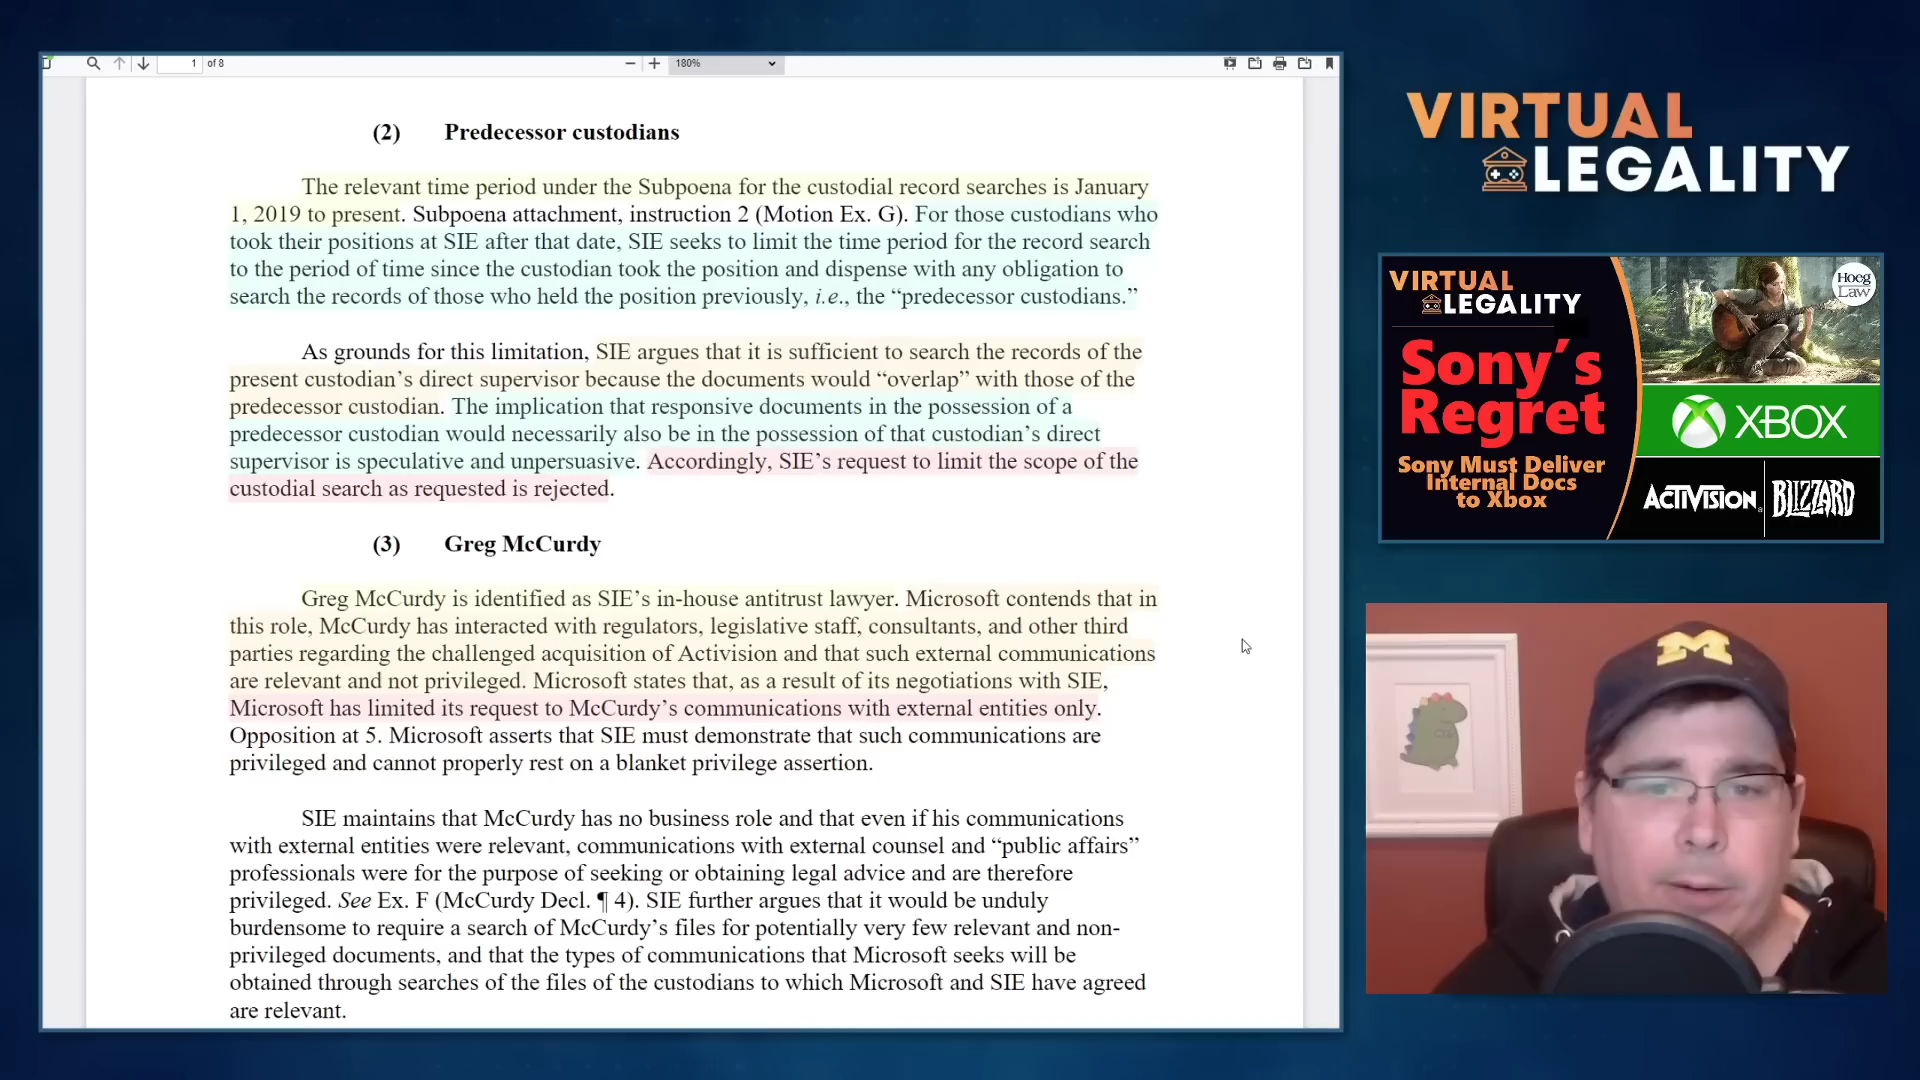 1 of 8
180%
(2) Predecessor custodians
The relevant time period under the Subpoena for the custodial record searches is January
1, 2019 to present. Subpoena attachment, instruction 2 (Motion Ex. G). For those custodians who
took their positions at SIE after that date, SIE seeks to limit the time period for the record search
to the period of time since the custodian took the position and dispense with any obligation to
search the records of those who held the position previously, i.e., the “predecessor custodians.”
As grounds for this limitation, SIE argues that it is sufficient to search the records of the
present custodian’s direct supervisor because the documents would “overlap” with those of the
predecessor custodian. The implication that responsive documents in the possession of a
predecessor custodian would necessarily also be in the possession of that custodian’s direct
supervisor is speculative and unpersuasive. Accordingly, SIE’s request to limit the scope of the
custodial search as requested is rejected.
(3) Greg McCurdy
Greg McCurdy is identified as SIE’s in-house antitrust lawyer. Microsoft contends that in
this role, McCurdy has interacted with regulators, legislative staff, consultants, and other third
parties regarding the challenged acquisition of Activision and that such external communications
are relevant and not privileged. Microsoft states that, as a result of its negotiations with SIE,
Microsoft has limited its request to McCurdy’s communications with external entities only.
Opposition at 5. Microsoft asserts that SIE must demonstrate that such communications are
privileged and cannot properly rest on a blanket privilege assertion.
SIE maintains that McCurdy has no business role and that even if his communications
with external entities were relevant, communications with external counsel and “public affairs”
professionals were for the purpose of seeking or obtaining legal advice and are therefore
privileged. See Ex. F (McCurdy Decl. ¶ 4). SIE further argues that it would be unduly
burdensome to require a search of McCurdy’s files for potentially very few relevant and non-
privileged documents, and that the types of communications that Microsoft seeks will be
obtained through searches of the files of the custodians to which Microsoft and SIE have agreed
are relevant.
VIRTUAL
LEGALITY
VIRTUAL
LEGALITY
Sony’s
Regret
Sony Must Deliver
Internal Docs
to Xbox
Hoeg
Law
XBOX
ACTIVISION
BLIZZARD
M